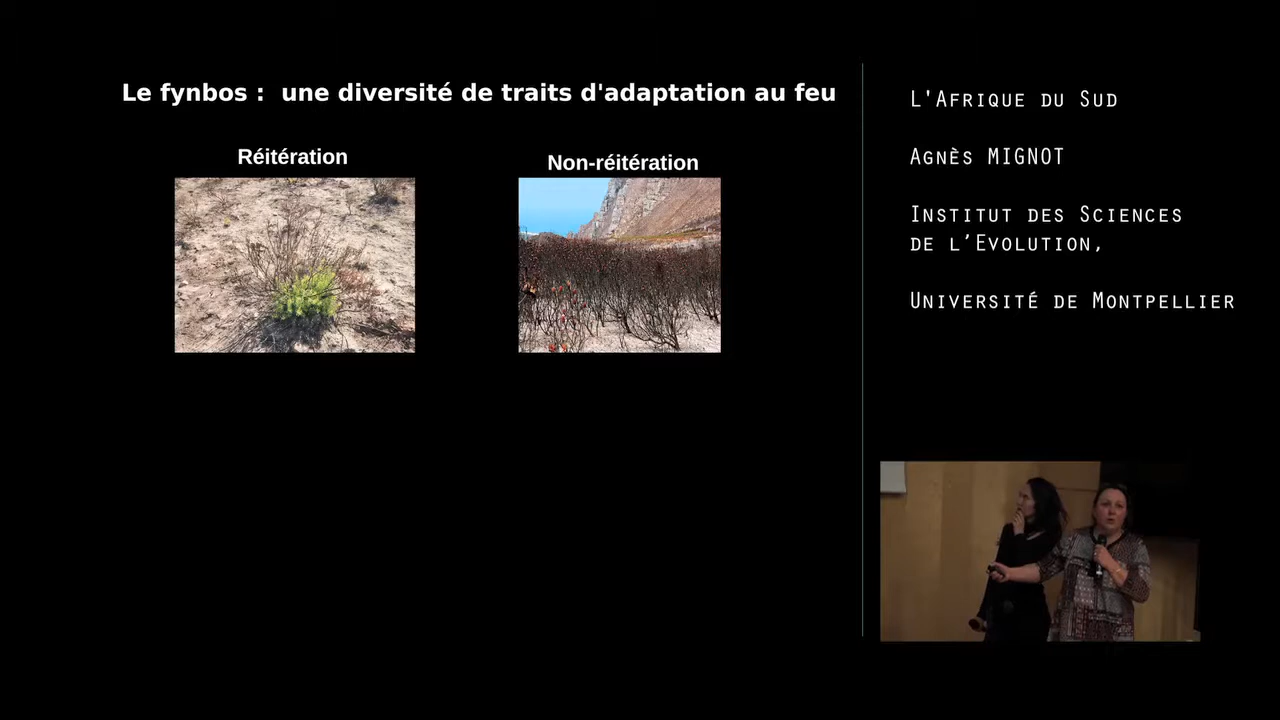 Le fynbos :  une diversité de traits d'adaptation au feu
Réitération
Non-réitération
L'Afrique du Sud
Agnès MIGNOT
Institut des Sciences
de l’Evolution,
Université de Montpellier